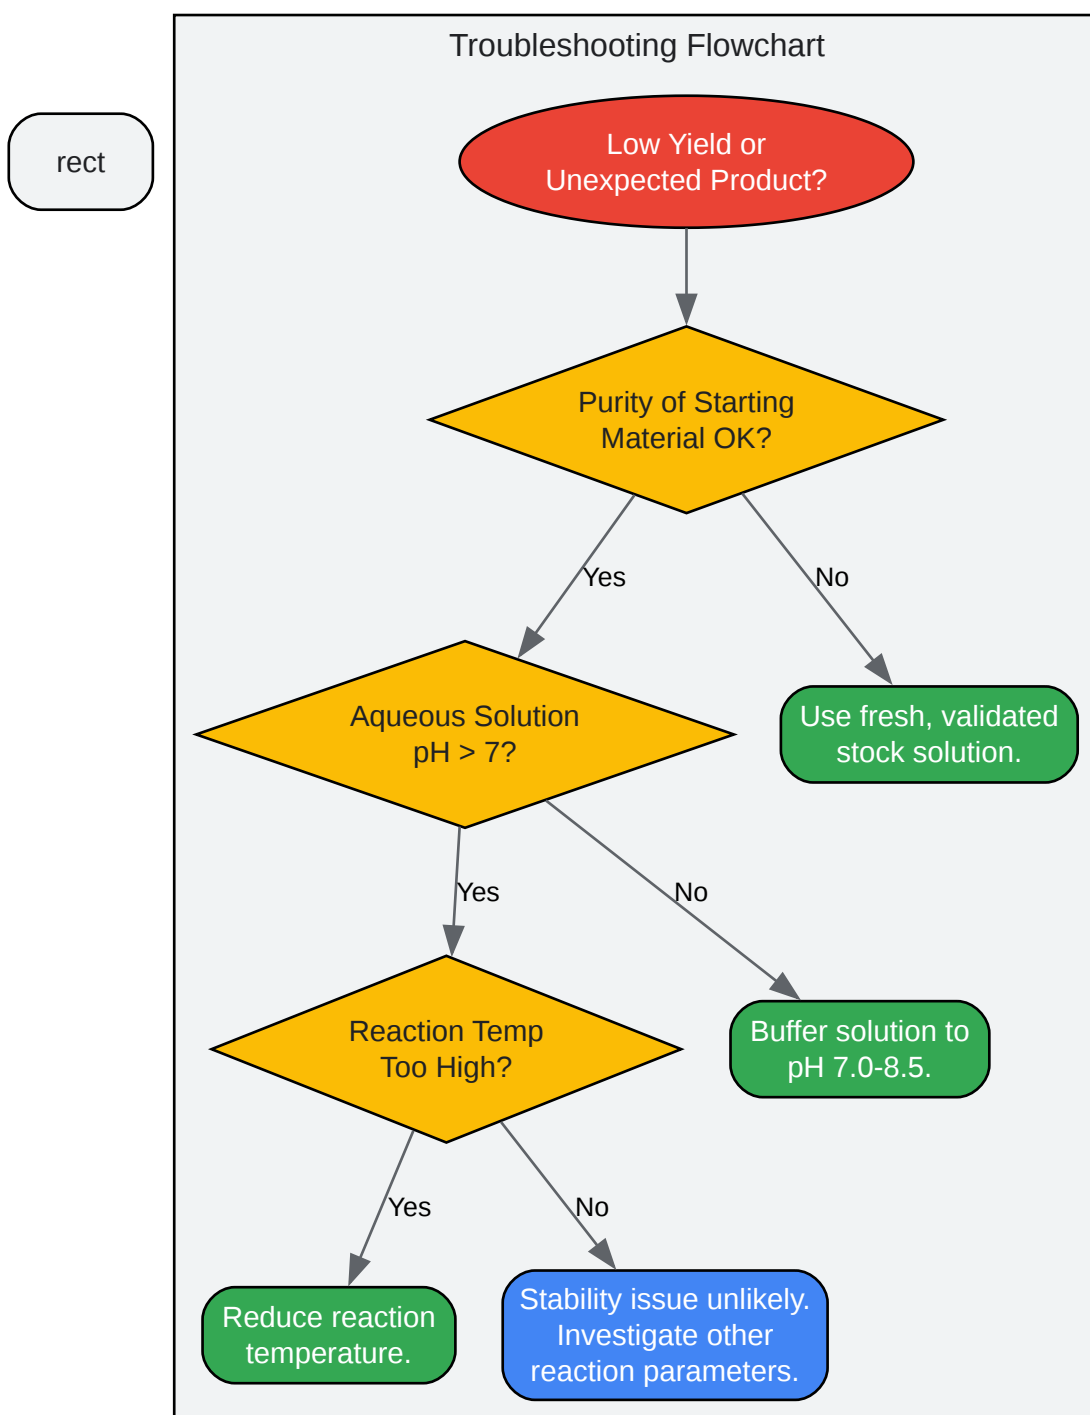 Troubleshooting Flowchart
rect
Low Yield or
Unexpected Product?
Purity of Starting
Material OK?
Yes
No
Aqueous Solution
pH > 7?
Use fresh, validated
stock solution.
Yes
No
Reaction Temp
Too High?
Buffer solution to
pH 7.0-8.5.
Yes
No
Reduce reaction
temperature.
Stability issue unlikely.
Investigate other
reaction parameters.